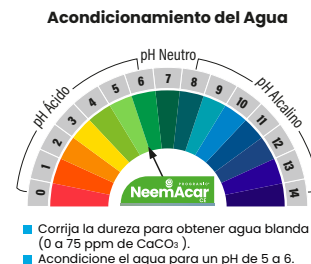 Acondicionamiento del Agua
pH Neutro
pH Ácido
pH Alcalino
0 1 2 3 4 5 6 7 8 9 10 11 12 13 14
PROGRANIC®
NeemAcar
CE
Corrija la dureza para obtener agua blanda
(0 a 75 ppm de CaCO₃ ).
Acondicione el agua para un pH de 5 a 6.